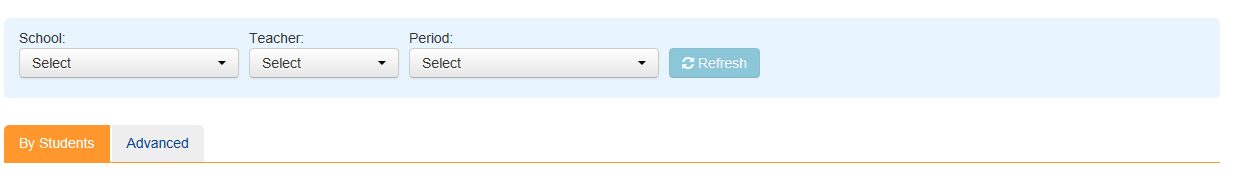 School: Teacher: Period:
Select Select Select Refresh
By Students Advanced